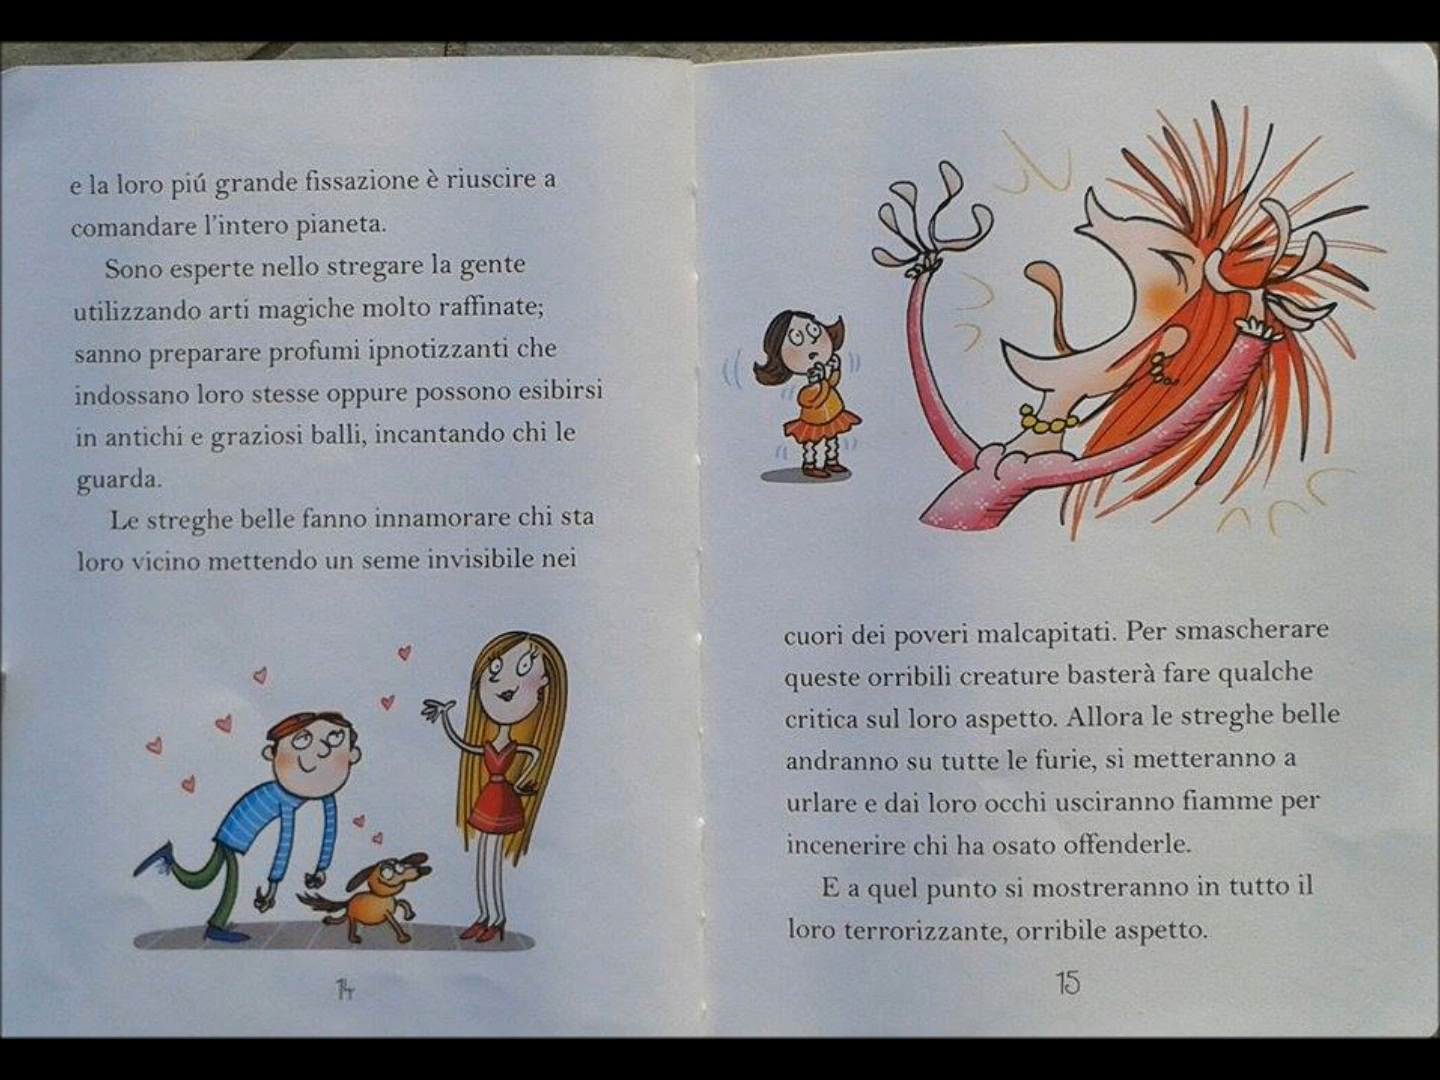 e la loro piú grande fissazione è riuscire a
comandare l'intero pianeta.
Sono esperte nello stregare la gente
utilizzando arti magiche molto raffinate;
sanno preparare profumi ipnotizzanti che
indossano loro stesse oppure possono esibirsi
in antichi e graziosi balli, incantando chi le
guarda.
Le streghe belle fanno innamorare chi sta
loro vicino mettendo un seme invisibile nei
14
cuori dei poveri malcapitati. Per smascherare
queste orribili creature basterà fare qualche
critica sul loro aspetto. Allora le streghe belle
andranno su tutte le furie, si metteranno a
urlare e dai loro occhi usciranno fiamme per
incenerire chi ha osato offenderle.
E a quel punto si mostreranno in tutto il
loro terrorizzante, orribile aspetto.
15